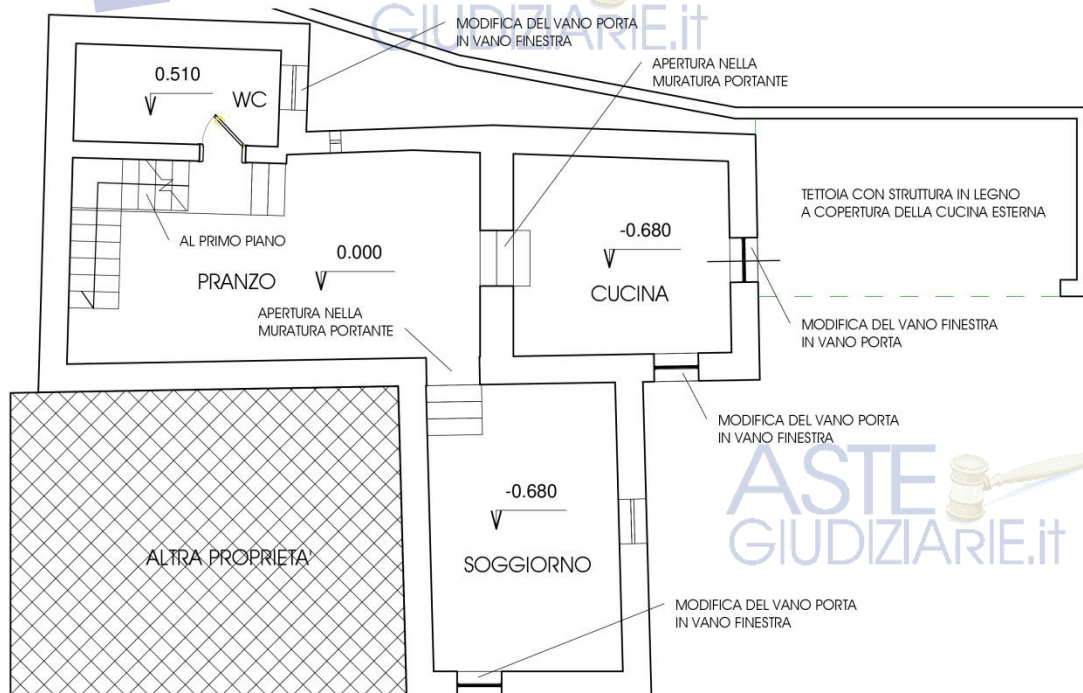 GIUDIZIARIE.it
MODIFICA DEL VANO PORTA
IN VANO FINESTRA
APERTURA NELLA
MURATURA PORTANTE
0.510
WC
TETTOIA CON STRUTTURA IN LEGNO
A COPERTURA DELLA CUCINA ESTERNA
AL PRIMO PIANO
-0.680
0.000
PRANZO
CUCINA
APERTURA NELLA
MURATURA PORTANTE
MODIFICA DEL VANO FINESTRA
IN VANO PORTA
MODIFICA DEL VANO PORTA
IN VANO FINESTRA
ASTE
GIUDIZIARIE.it
-0.680
ALTRA PROPRIETA'
SOGGIORNO
MODIFICA DEL VANO PORTA
IN VANO FINESTRA